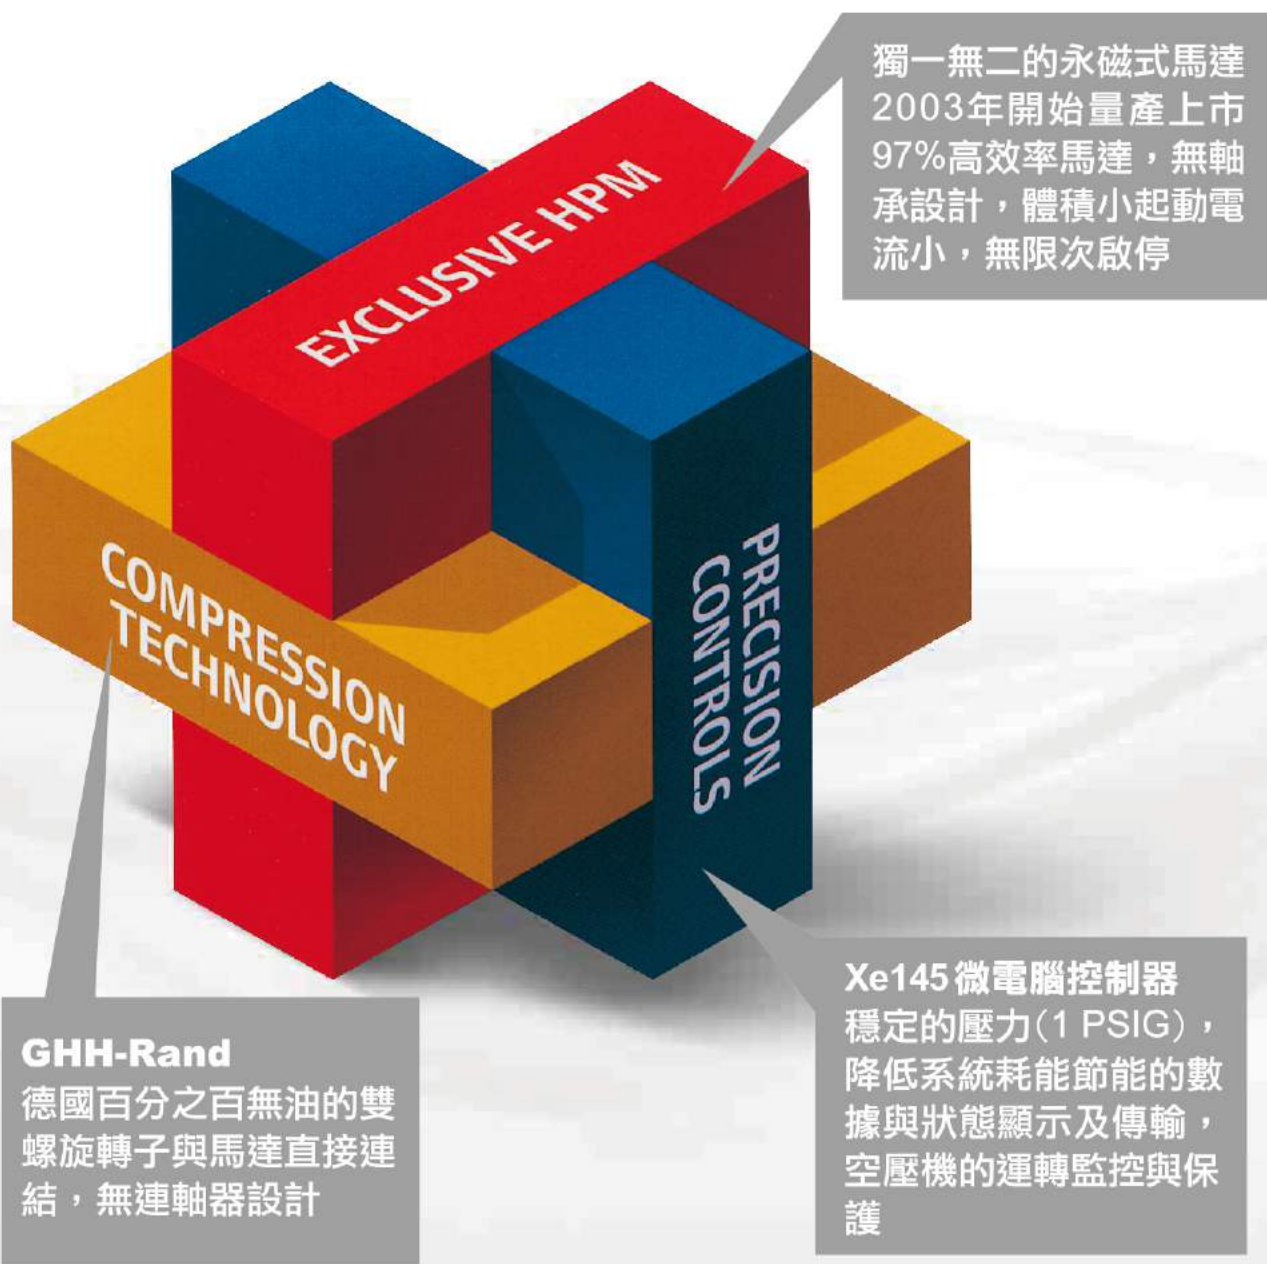 獨一無二的永磁式馬達
2003年開始量產上市
97%高效率馬達，無軸
承設計，體積小起動電
流小，無限次啟停
EXCLUSIVE HPM
COMPRESSION
TECHNOLOGY
PRECISION
CONTROLS
GHH-Rand
德國百分之百無油的雙
螺旋轉子與馬達直接連
結，無連軸器設計
Xe145微電腦控制器
穩定的壓力(1 PSIG)，
降低系統耗能節能的數
據與狀態顯示及傳輸，
空壓機的運轉監控與保
護